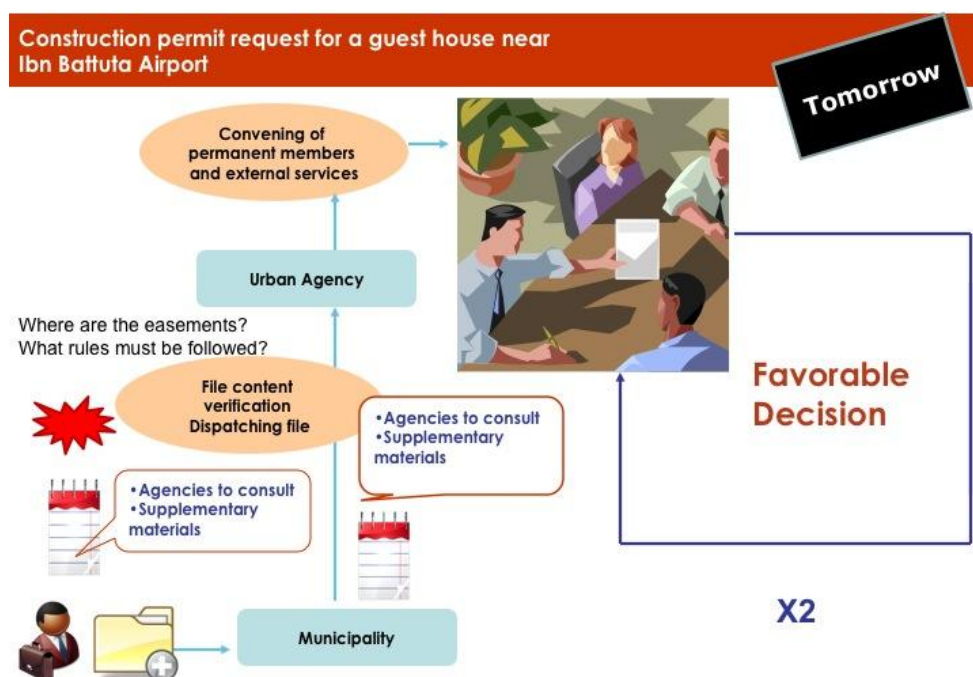 Construction permit request for a guest house near
Ibn Battuta Airport
Tomorrow
Convening of
permanent members
and external services
Urban Agency
Where are the easements?
What rules must be followed?
File content
verification
Dispatching file
•Agencies to consult
•Supplementary
materials
•Agencies to consult
•Supplementary
materials
Favorable
Decision
Municipality
X2